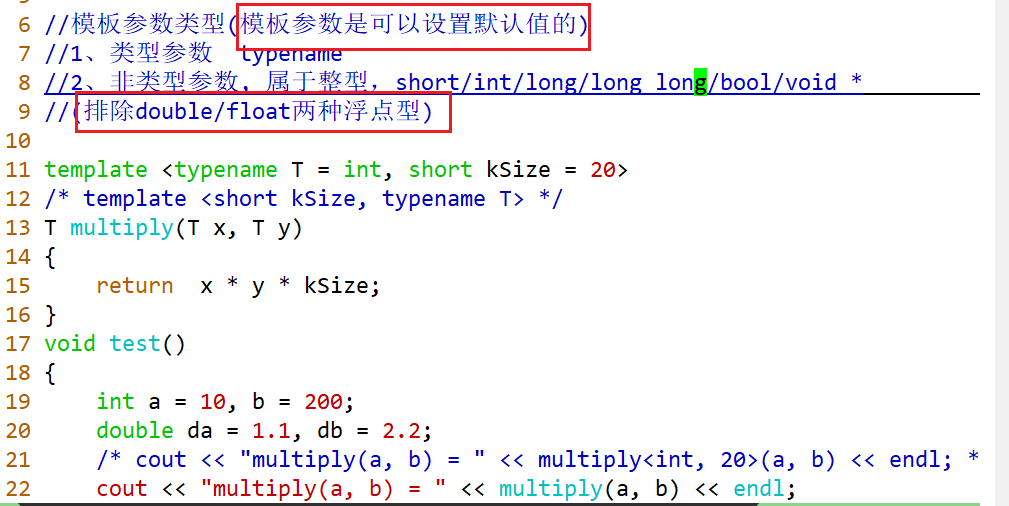 6 //模板参数类型(模板参数是可以设置默认值的)
7 //1、类型参数  typename
8 //2、非类型参数, 属于整型，short/int/long/long long/bool/void *
9 //(排除double/float两种浮点型)
10
11 template <typename T = int, short kSize = 20>
12 /* template <short kSize, typename T> */
13 T multiply(T x, T y)
14 {
15     return  x * y * kSize;
16 }
17 void test()
18 {
19     int a = 10, b = 200;
20     double da = 1.1, db = 2.2;
21     /* cout << "multiply(a, b) = " << multiply<int, 20>(a, b) << endl; *
22     cout << "multiply(a, b) = " << multiply(a, b) << endl;